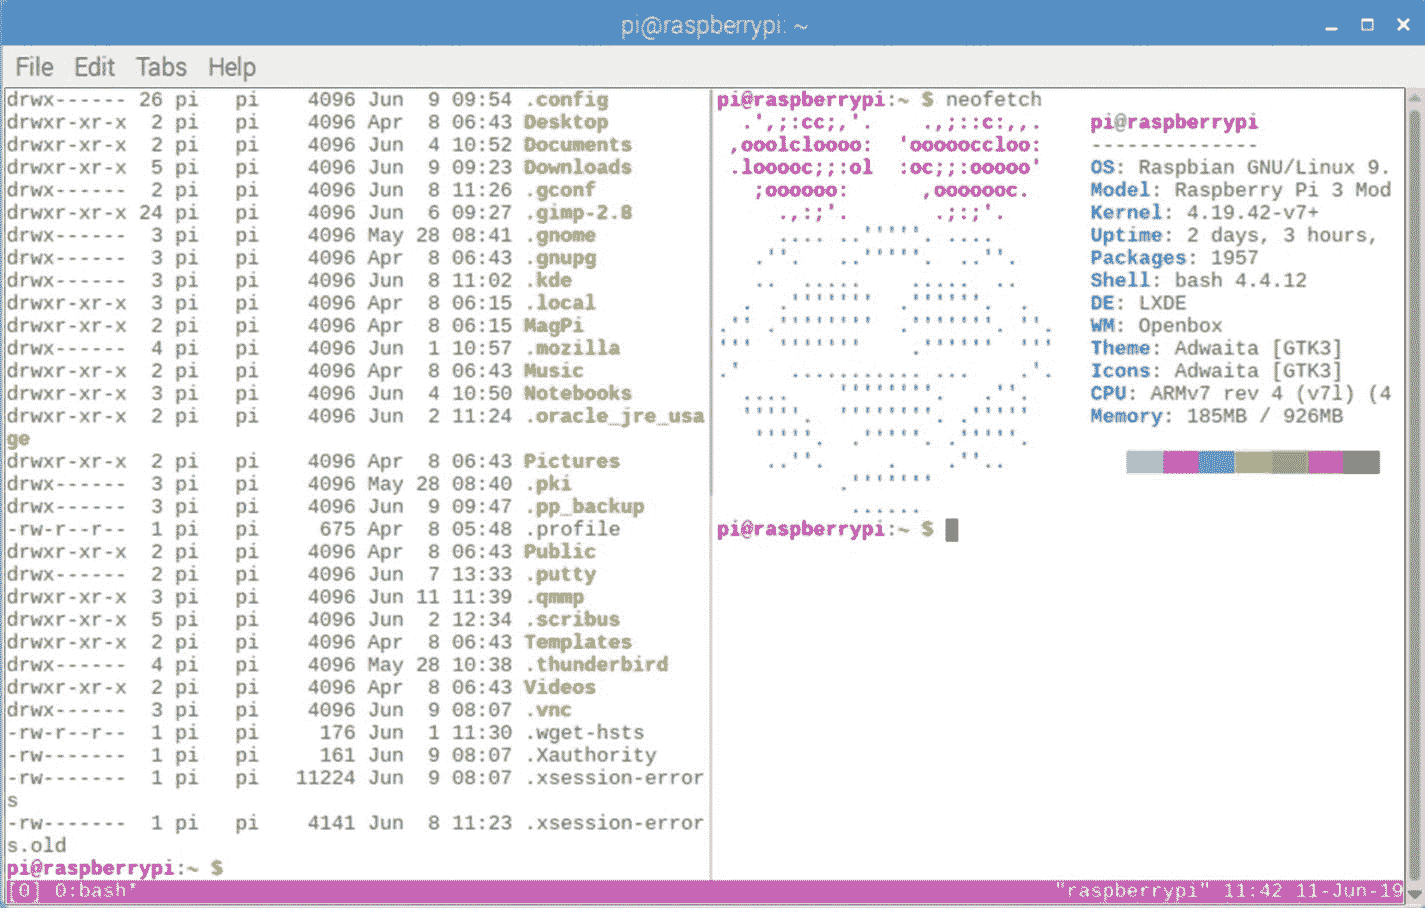 pi@raspberrypi: ~
File Edit Tabs Help
drwx------ 26 pi   pi    4096 Jun  9 09:54 .config
drwxr-xr-x  2 pi   pi    4096 Apr  8 06:43 Desktop
drwxr-xr-x  2 pi   pi    4096 Jun  4 10:52 Documents
drwxr-xr-x  5 pi   pi    4096 Jun  9 09:23 Downloads
drwx------  2 pi   pi    4096 Jun  8 11:26 .gconf
drwxr-xr-x 24 pi   pi    4096 Jun  6 09:27 .gimp-2.8
drwx------  3 pi   pi    4096 May 28 08:41 .gnome
drwx------  3 pi   pi    4096 Apr  8 06:43 .gnupg
drwx------  3 pi   pi    4096 Jun  8 11:02 .kde
drwxr-xr-x  3 pi   pi    4096 Apr  8 06:15 .local
drwxr-xr-x  2 pi   pi    4096 Apr  8 06:15 MagPi
drwx------  4 pi   pi    4096 Jun  1 10:57 .mozilla
drwxr-xr-x  2 pi   pi    4096 Apr  8 06:43 Music
drwxr-xr-x  3 pi   pi    4096 Jun  4 10:50 Notebooks
drwxr-xr-x  2 pi   pi    4096 Jun  2 11:24 .oracle_jre_usa
ge
drwxr-xr-x  2 pi   pi    4096 Apr  8 06:43 Pictures
drwx------  3 pi   pi    4096 May 28 08:40 .pki
drwx------  3 pi   pi    4096 Jun  9 09:47 .pp_backup
-rw-r--r--  1 pi   pi     675 Apr  8 05:48 .profile
drwxr-xr-x  2 pi   pi    4096 Apr  8 06:43 Public
drwx------  2 pi   pi    4096 Jun  7 13:33 .putty
drwxr-xr-x  3 pi   pi    4096 Jun 11 11:39 .qmmp
drwxr-xr-x  5 pi   pi    4096 Jun  2 12:34 .scribus
drwxr-xr-x  2 pi   pi    4096 Apr  8 06:43 Templates
drwx------  4 pi   pi    4096 May 28 10:38 .thunderbird
drwxr-xr-x  2 pi   pi    4096 Apr  8 06:43 Videos
drwx------  3 pi   pi    4096 Jun  9 08:07 .vnc
-rw-r--r--  1 pi   pi     176 Jun  1 11:30 .wget-hsts
-rw-------  1 pi   pi     161 Jun  9 08:07 .Xauthority
-rw-------  1 pi   pi   11224 Jun  9 08:07 .xsession-error
s
-rw-------  1 pi   pi    4141 Jun  8 11:23 .xsession-error
s.old
pi@raspberrypi:~ $
pi@raspberrypi:~ $ neofetch
pi@raspberrypi
--------------
OS: Raspbian GNU/Linux 9.
Model: Raspberry Pi 3 Mod
Kernel: 4.19.42-v7+
Uptime: 2 days, 3 hours,
Packages: 1957
Shell: bash 4.4.12
DE: LXDE
WM: Openbox
Theme: Adwaita [GTK3]
Icons: Adwaita [GTK3]
CPU: ARMv7 rev 4 (v7l) (4
Memory: 185MB / 926MB
pi@raspberrypi:~ $
[0] 0:bash* "raspberrypi" 11:42 11-Jun-19